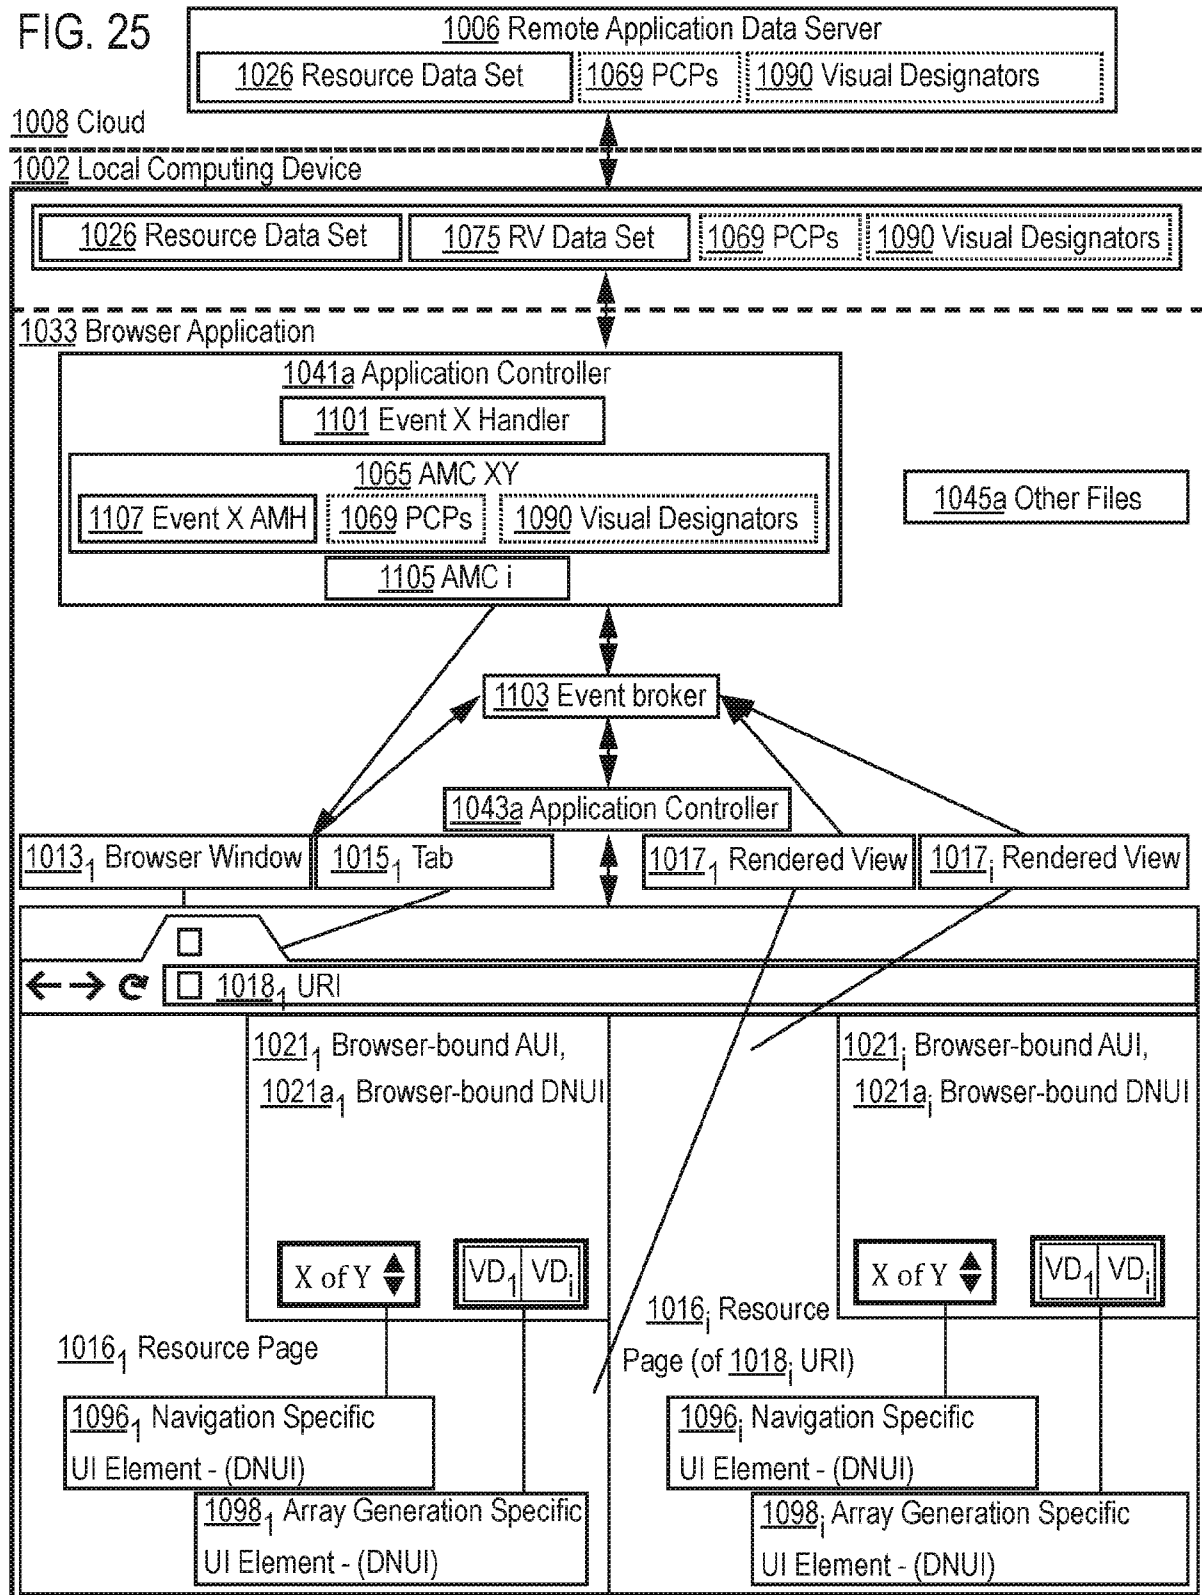 FIG. 25
1006 Remote Application Data Server
1026 Resource Data Set
1069 PCPs
1090 Visual Designators
1008 Cloud
1002 Local Computing Device
1026 Resource Data Set
1075 RV Data Set
1069 PCPs
1090 Visual Designators
1033 Browser Application
1041a Application Controller
1101 Event X Handler
1065 AMC XY
1107 Event X AMH
1069 PCPs
1090 Visual Designators
1105 AMC i
1045a Other Files
1103 Event broker
1043a Application Controller
1013₁ Browser Window
1015₁ Tab
1017₁ Rendered View
1017ᵢ Rendered View
1018₁ URI
1021₁ Browser-bound AUI,
1021a₁ Browser-bound DNUI
1021ᵢ Browser-bound AUI,
1021aᵢ Browser-bound DNUI
X of Y
VD₁ VDᵢ
X of Y
VD₁ VDᵢ
1016₁ Resource Page
1016ᵢ Resource
Page (of 1018ᵢ URI)
1096₁ Navigation Specific
UI Element - (DNUI)
1096ᵢ Navigation Specific
UI Element - (DNUI)
1098₁ Array Generation Specific
UI Element - (DNUI)
1098ᵢ Array Generation Specific
UI Element - (DNUI)